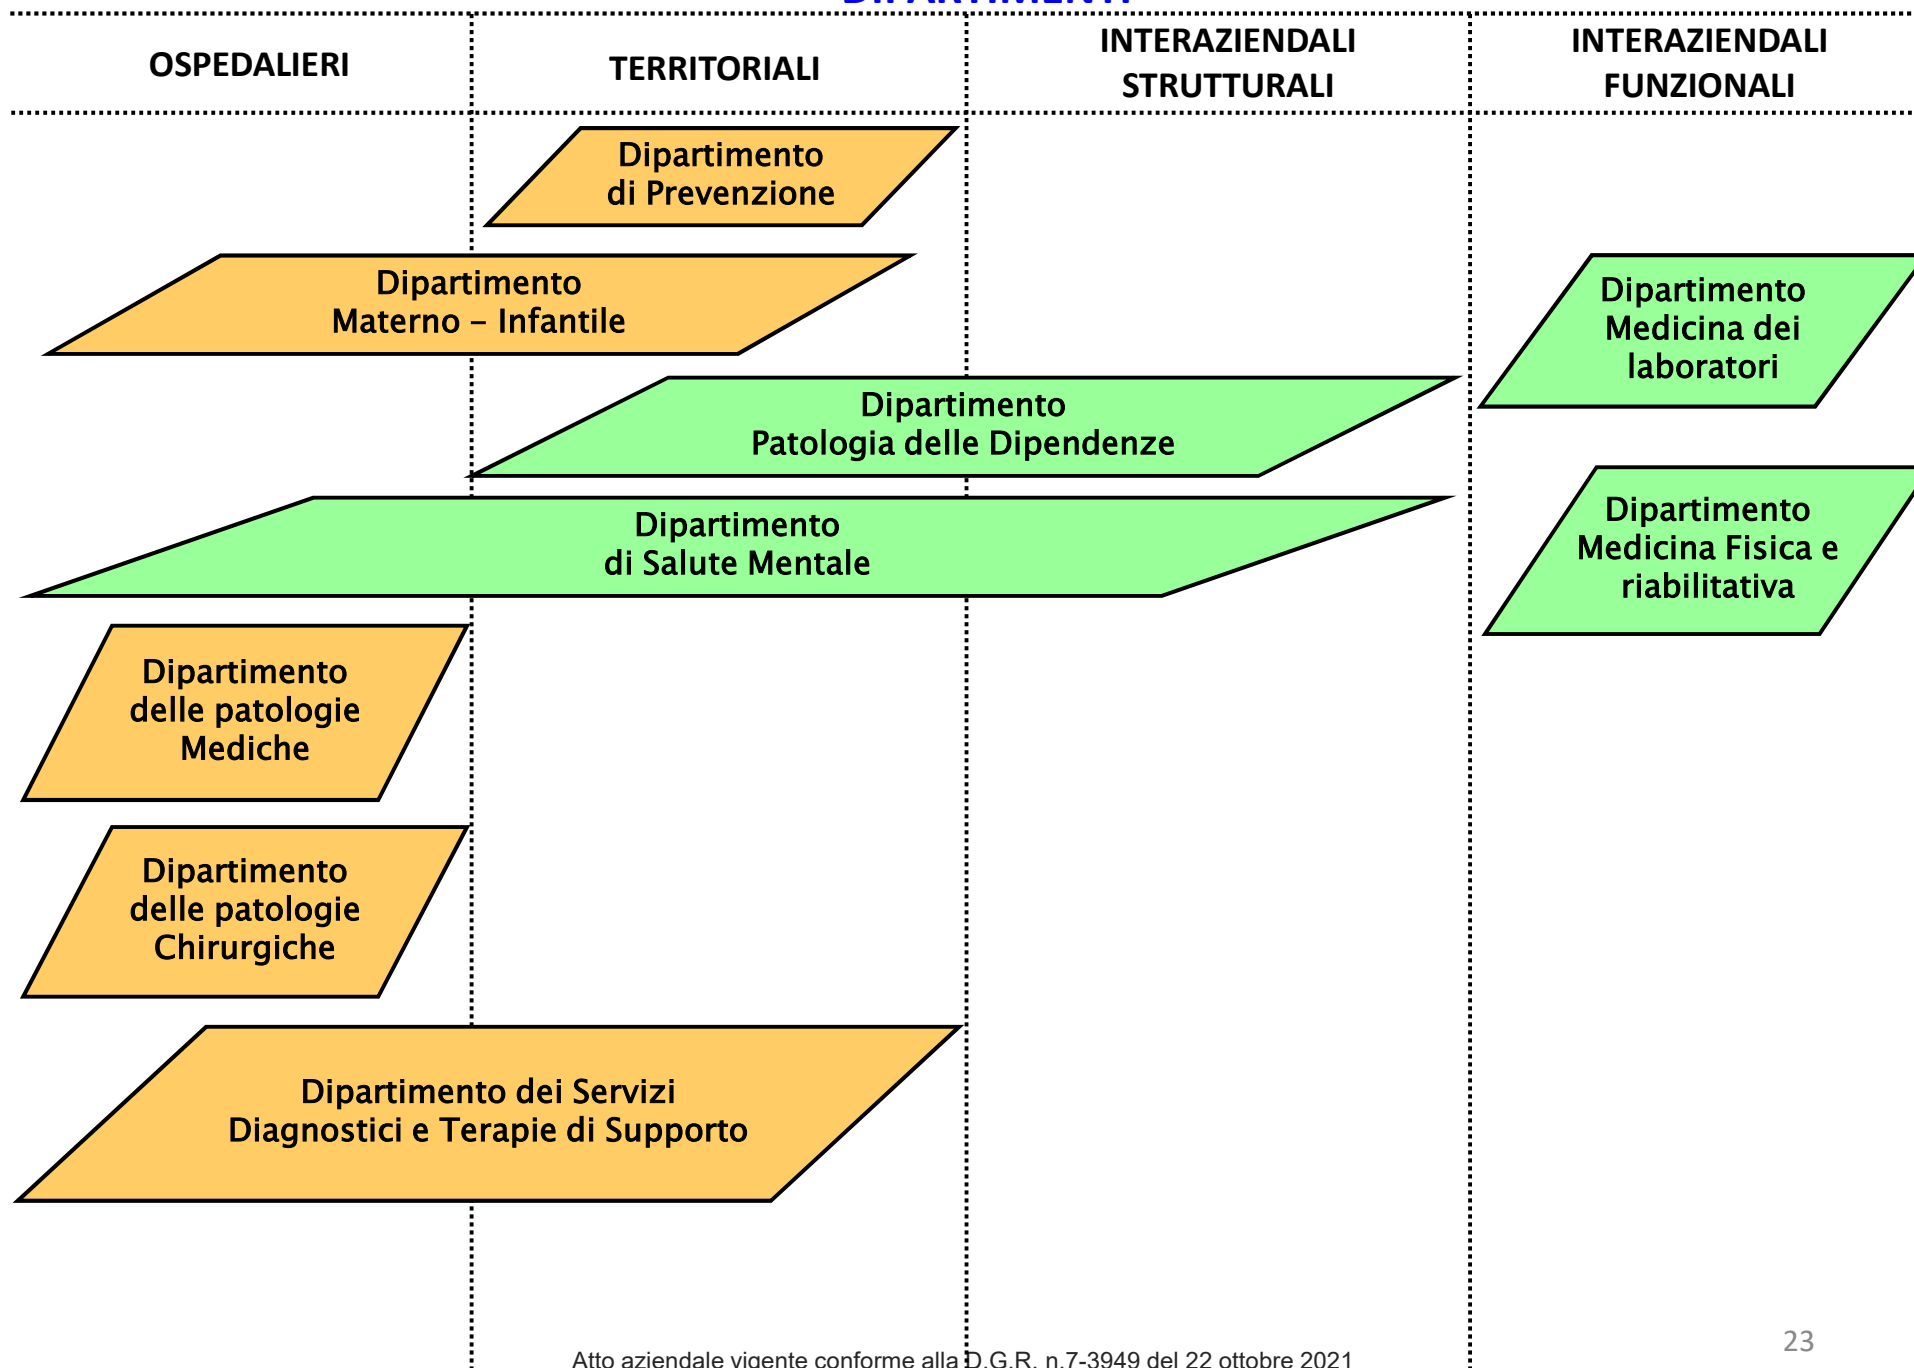 DIPARTIMENTI
OSPEDALIERI
TERRITORIALI
INTERAZIENDALI
STRUTTURALI
INTERAZIENDALI
FUNZIONALI
Dipartimento
di Prevenzione
Dipartimento
Materno – Infantile
Dipartimento
Medicina dei
laboratori
Dipartimento
Patologia delle Dipendenze
Dipartimento
di Salute Mentale
Dipartimento
Medicina Fisica e
riabilitativa
Dipartimento
delle patologie
Mediche
Dipartimento
delle patologie
Chirurgiche
Dipartimento dei Servizi
Diagnostici e Terapie di Supporto
23
Atto aziendale vigente conforme alla D.G.R. n.7-3949 del 22 ottobre 2021